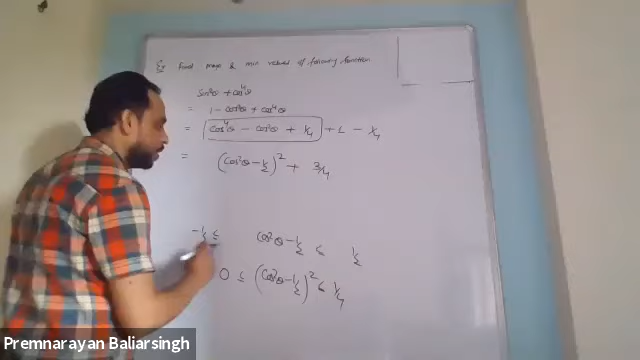 Ex Find max & min values of following function
sin²θ + cos⁴θ
= 1 - cos²θ + cos⁴θ
= cos⁴θ - cos²θ + 1/4 + 1 - 1/4
= (cos²θ - 1/2)² + 3/4
-1/2 ≤ cos²θ - 1/2 ≤ 1/2
0 ≤ (cos²θ - 1/2)² ≤ 1/4
Premnarayan Baliarsingh